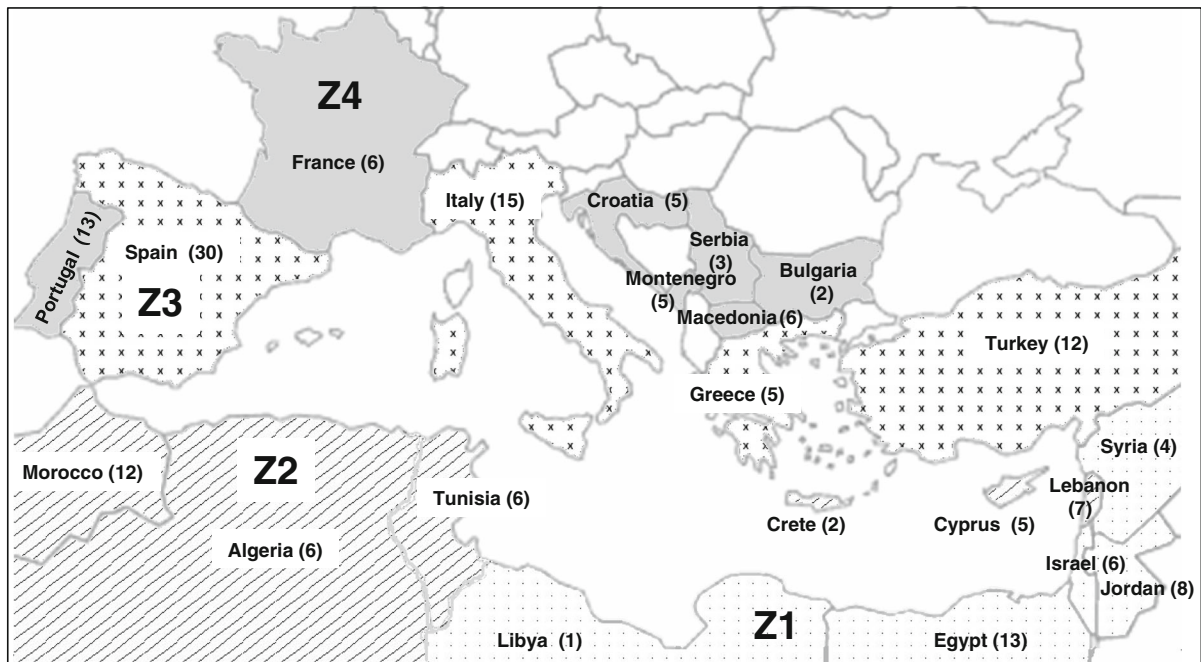 Z4
France (6)
Italy (15)
Croatia (5)
Portugal (13)
Spain (30)
Serbia
(3)
Bulgaria
(2)
Montenegro
(5)
Z3
Macedonia (6)
Turkey (12)
Greece (5)
Syria (4)
Morocco (12)
Z2
Tunisia (6)
Lebanon
(7)
Crete (2)
Cyprus (5)
Algeria (6)
Israel (6)
Jordan (8)
Libya (1)
Z1
Egypt (13)